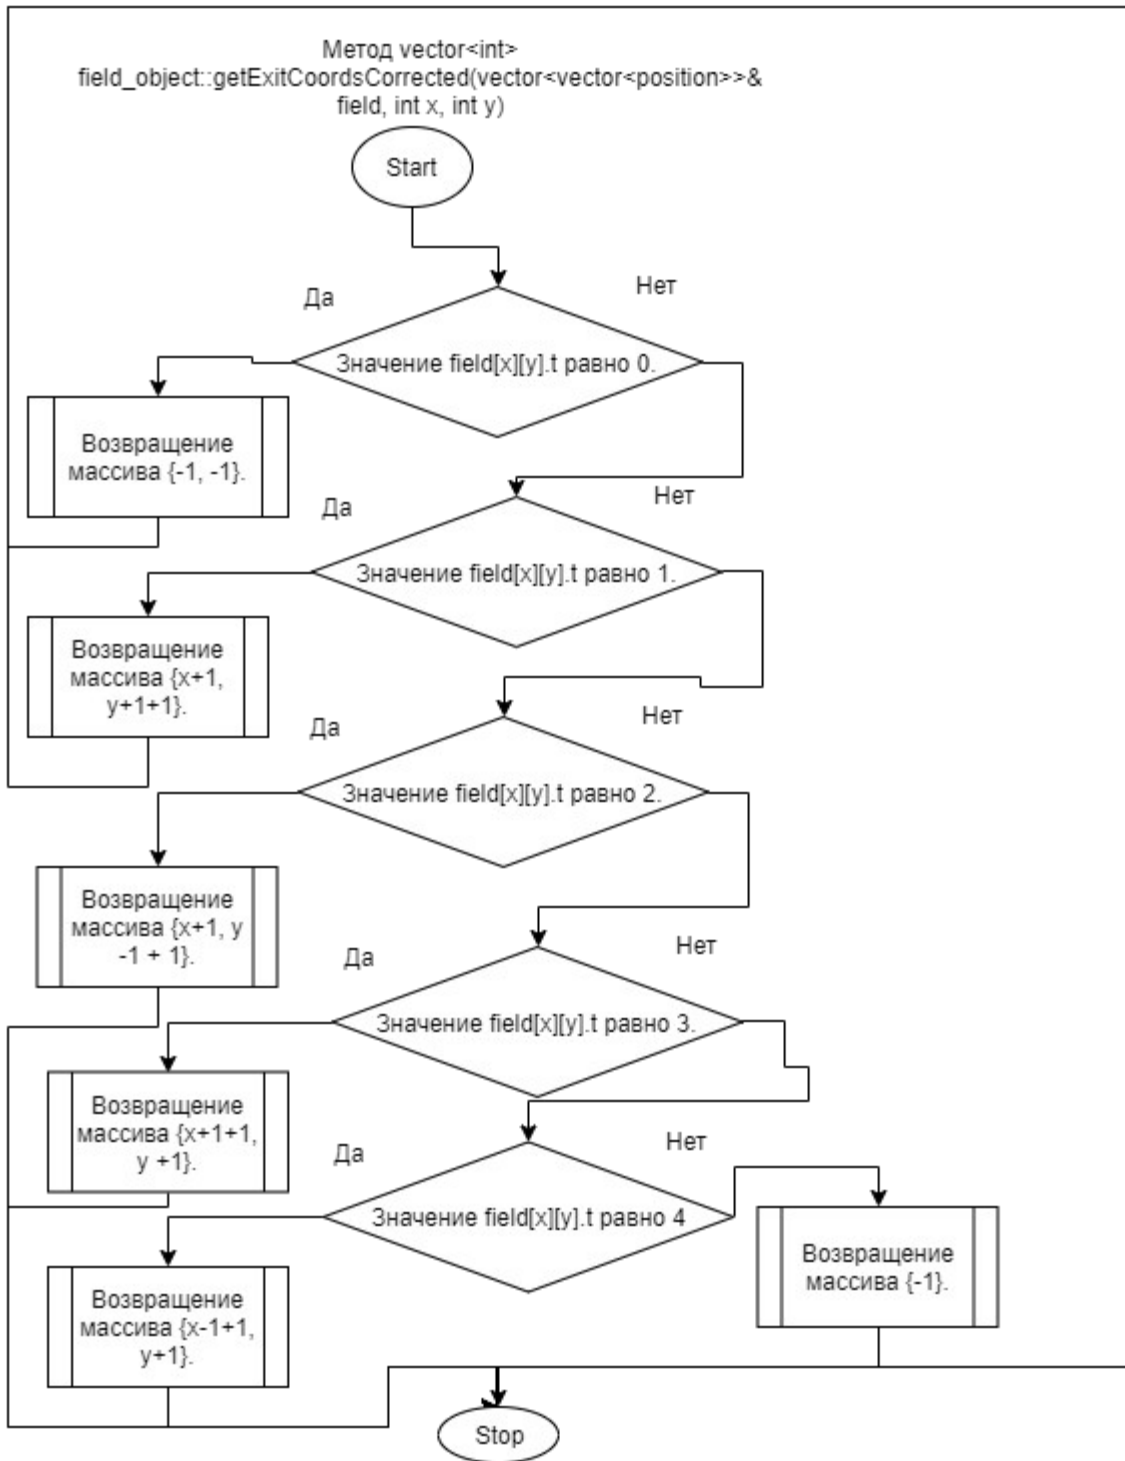 Метод vector<int>
field_object::getExitCoordsCorrected(vector<vector<position>>&
field, int x, int y)
Start
Да
Нет
Значение field[x][y].t равно 0.
Возвращение
массива {-1, -1}.
Да
Нет
Значение field[x][y].t равно 1.
Возвращение
массива {x+1,
y+1+1}.
Да
Нет
Значение field[x][y].t равно 2.
Возвращение
массива {x+1, y
-1 + 1}.
Да
Нет
Значение field[x][y].t равно 3.
Возвращение
массива {x+1+1,
y +1}.
Да
Нет
Значение field[x][y].t равно 4
Возвращение
массива {-1}.
Возвращение
массива {x-1+1,
y+1}.
Stop